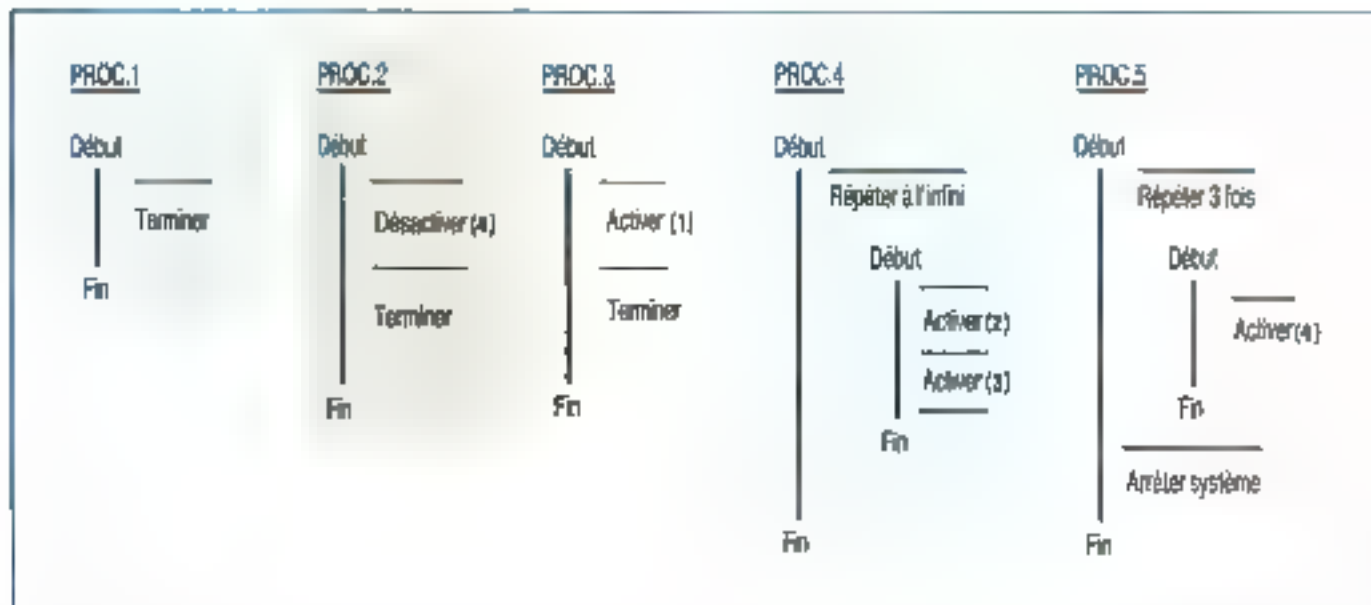 PROC.1
Début
Terminer
Fin
PROC.2
Début
Désactiver (4)
Terminer
Fin
PROC.3
Début
Activer (1)
Terminer
Fin
PROC.4
Début
Répéter à l'infini
Début
Activer (2)
Activer (3)
Fin
Fin
PROC.5
Début
Répéter 3 fois
Début
Activer (4)
Fin
Arrêter système
Fin